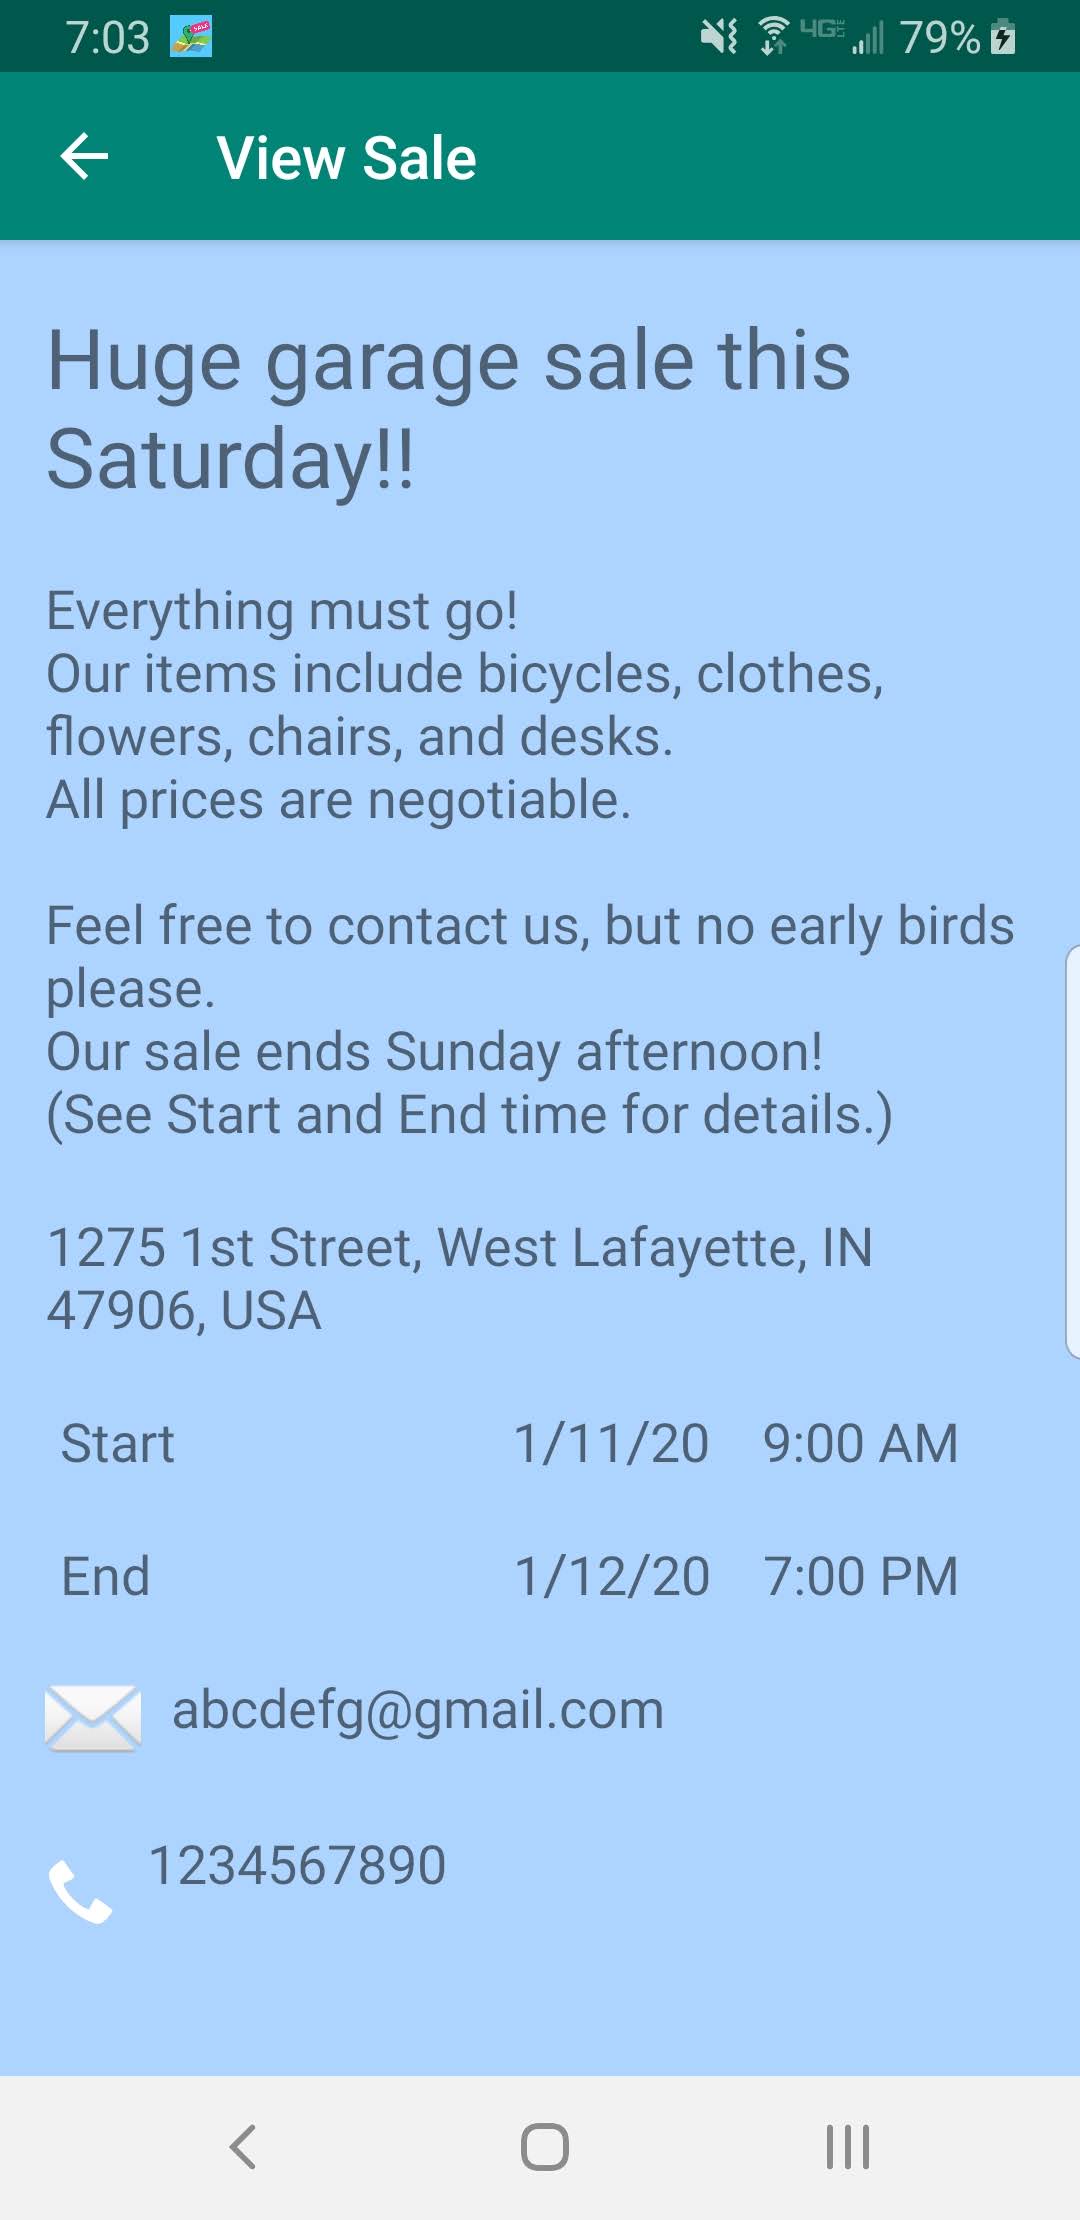 7:03
4G LTE 79%
View Sale
Huge garage sale this
Saturday!!
Everything must go!
Our items include bicycles, clothes,
flowers, chairs, and desks.
All prices are negotiable.
Feel free to contact us, but no early birds
please.
Our sale ends Sunday afternoon!
(See Start and End time for details.)
1275 1st Street, West Lafayette, IN
47906, USA
Start 1/11/20 9:00 AM
End 1/12/20 7:00 PM
abcdefg@gmail.com
1234567890